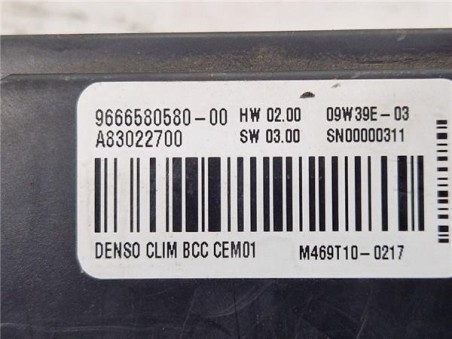 9666580580-00 HW 02.00 09W39E-03
A83022700 SW 03.00 SN00000311
DENSO CLIM BCC CEM01 M469T10-0217